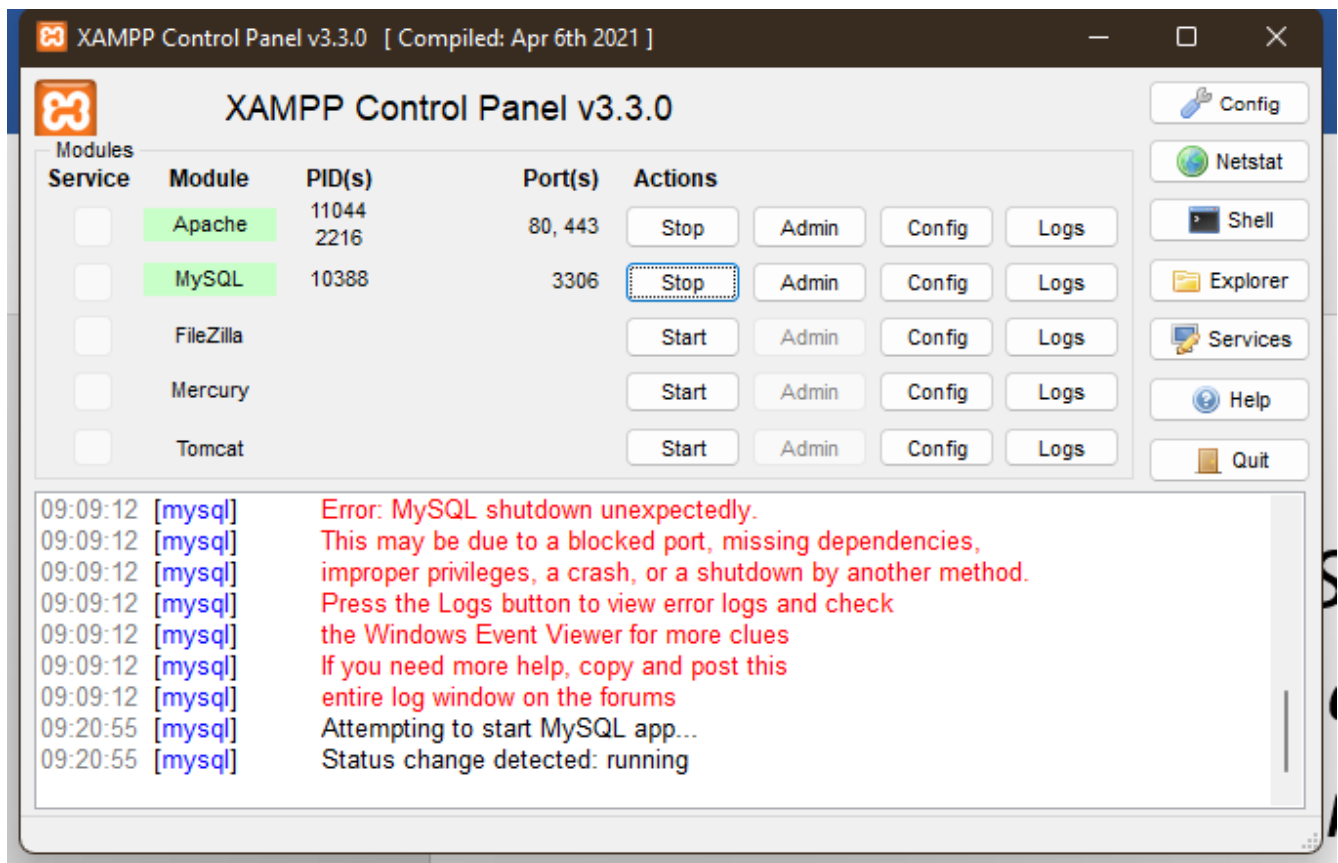 XAMPP Control Panel v3.3.0 [ Compiled: Apr 6th 2021 ]
XAMPP Control Panel v3.3.0
Config
Modules
Service Module PID(s) Port(s) Actions
Netstat
Apache 11044 2216 80, 443 Stop Admin Config Logs
Shell
MySQL 10388 3306 Stop Admin Config Logs
Explorer
FileZilla Start Admin Config Logs
Services
Mercury Start Admin Config Logs
Help
Tomcat Start Admin Config Logs
Quit
09:09:12 [mysql] Error: MySQL shutdown unexpectedly.
09:09:12 [mysql] This may be due to a blocked port, missing dependencies,
09:09:12 [mysql] improper privileges, a crash, or a shutdown by another method.
09:09:12 [mysql] Press the Logs button to view error logs and check
09:09:12 [mysql] the Windows Event Viewer for more clues
09:09:12 [mysql] If you need more help, copy and post this
09:09:12 [mysql] entire log window on the forums
09:20:55 [mysql] Attempting to start MySQL app...
09:20:55 [mysql] Status change detected: running